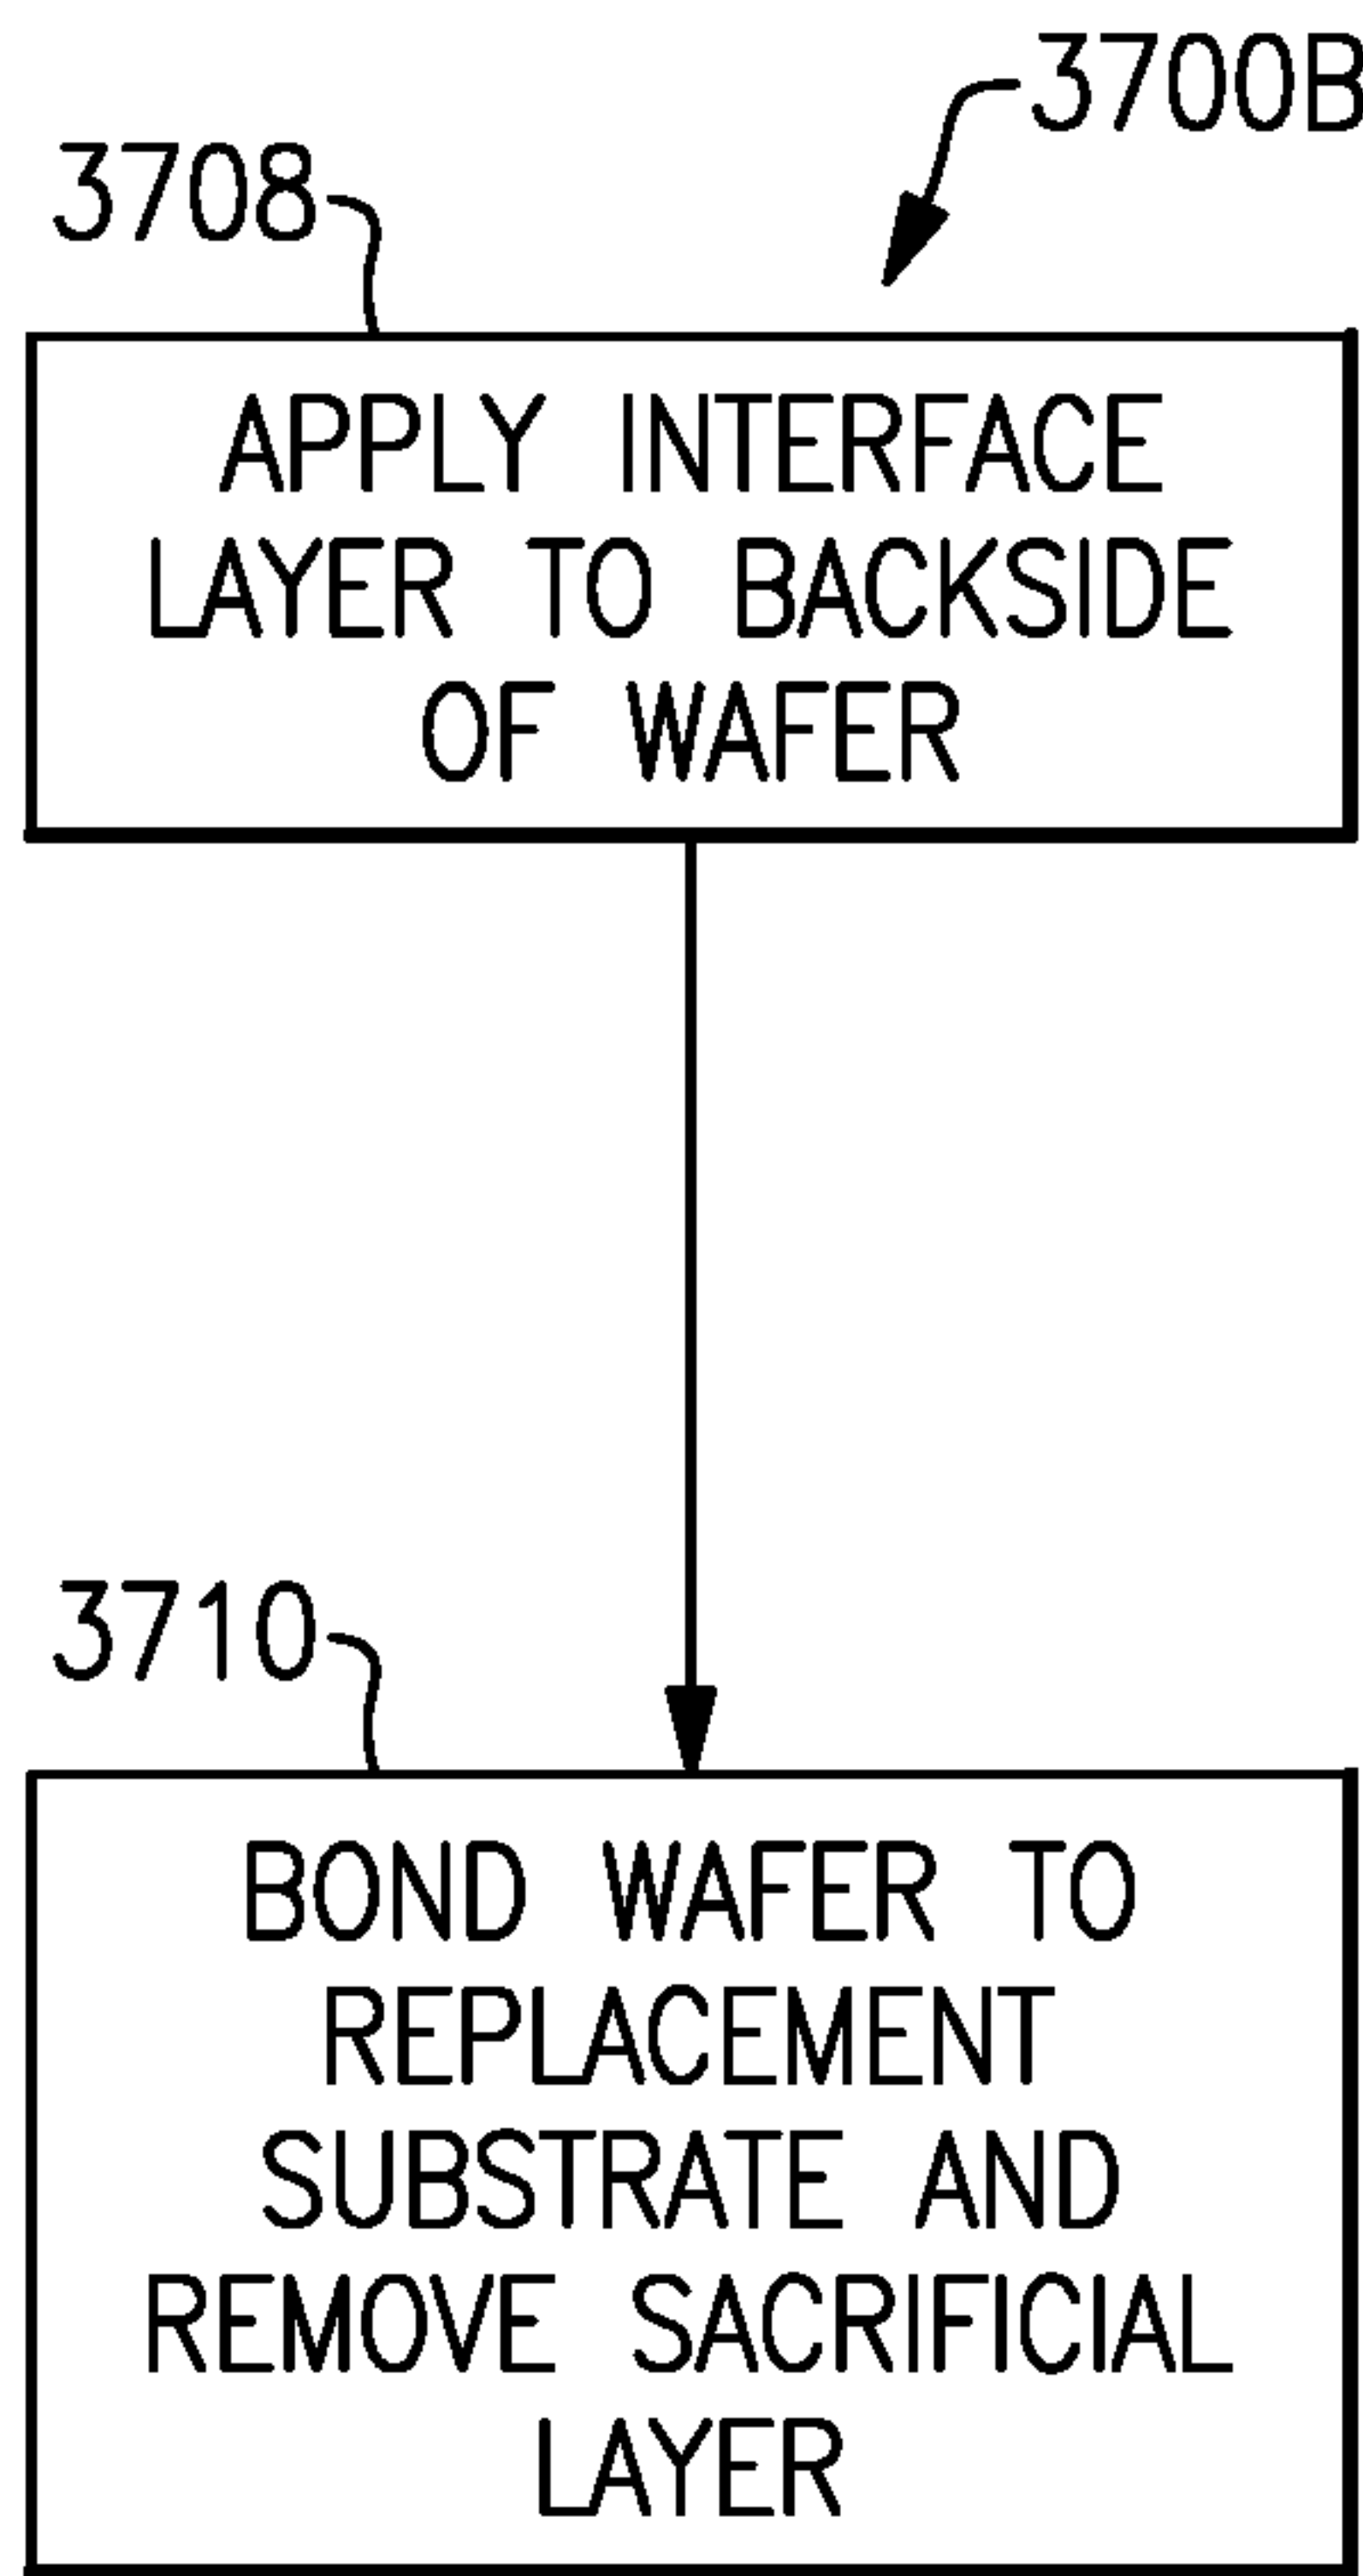 3700B
3708
APPLY INTERFACE
LAYER TO BACKSIDE
OF WAFER
3710
BOND WAFER TO
REPLACEMENT
SUBSTRATE AND
REMOVE SACRIFICIAL
LAYER